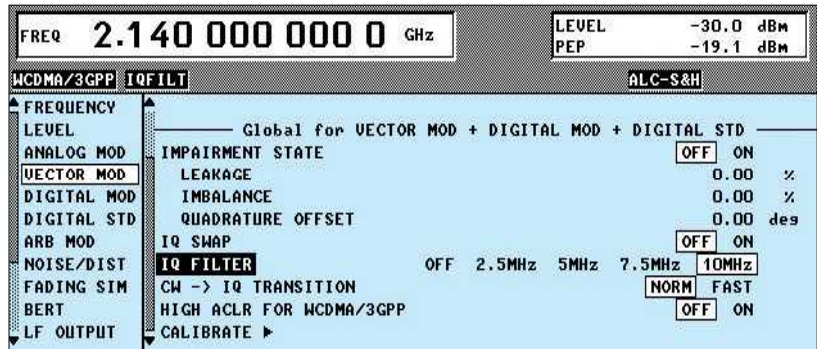 FREQ 2.140 000 000 0 GHz
LEVEL -30.0 dBm
PEP -19.1 dBm
WCDMA/3GPP IQFILT ALC-S&H
FREQUENCY
LEVEL
ANALOG MOD
VECTOR MOD
DIGITAL MOD
DIGITAL STD
ARB MOD
NOISE/DIST
FADING SIM
BERT
LF OUTPUT
Global for VECTOR MOD + DIGITAL MOD + DIGITAL STD
IMPAIRMENT STATE OFF ON
LEAKAGE 0.00 %
IMBALANCE 0.00 %
QUADRATURE OFFSET 0.00 deg
IQ SWAP OFF ON
IQ FILTER OFF 2.5MHz 5MHz 7.5MHz 10MHz
CW -> IQ TRANSITION NORM FAST
HIGH ACLR FOR WCDMA/3GPP OFF ON
CALIBRATE ▶